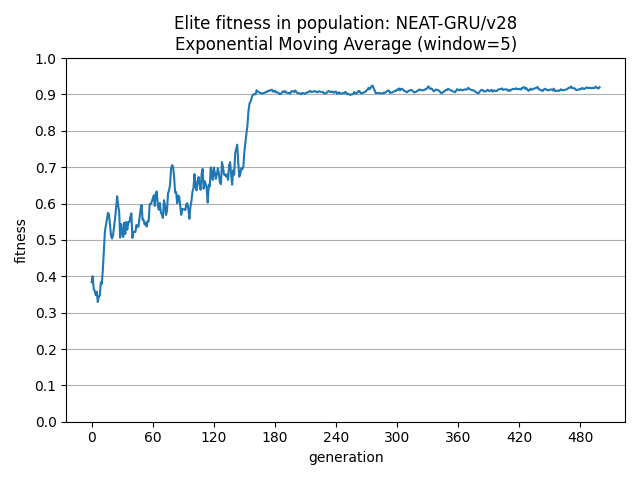 Elite fitness in population: NEAT-GRU/v28
Exponential Moving Average (window=5)
1.0
0.9
0.8
0.7
0.6
0.5
0.4
0.3
0.2
0.1
0.0
fitness
0 60 120 180 240 300 360 420 480
generation